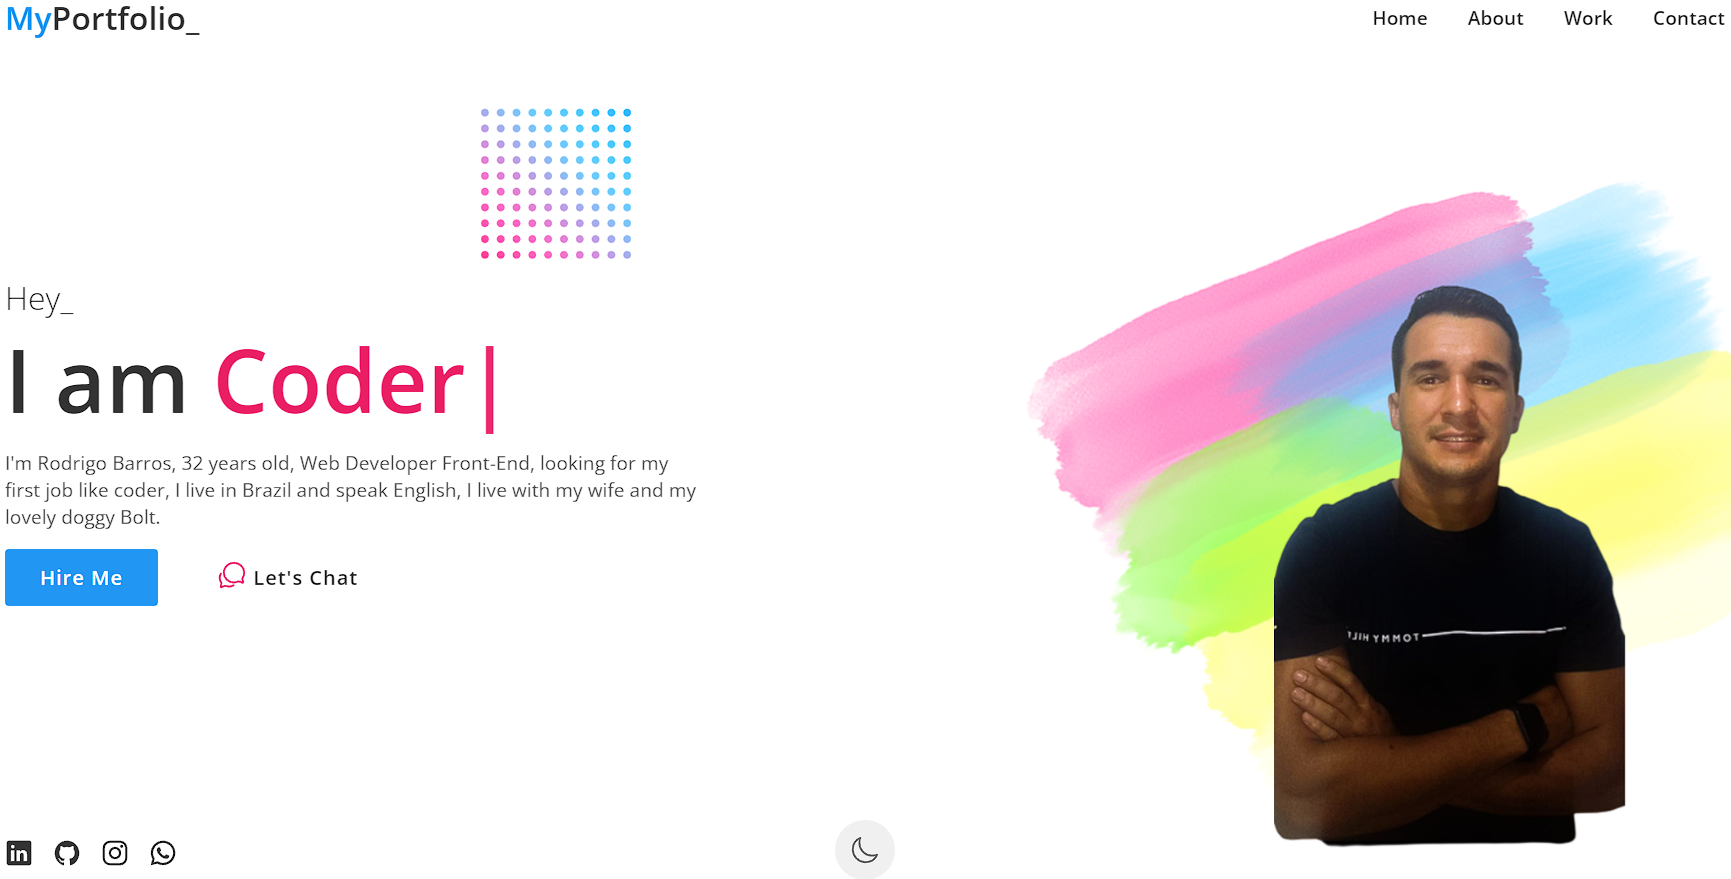 MyPortfolio_
Home About Work Contact
Hey_
I am Coder|
I'm Rodrigo Barros, 32 years old, Web Developer Front-End, looking for my
first job like coder, I live in Brazil and speak English, I live with my wife and my
lovely doggy Bolt.
Hire Me
Let's Chat
TOMMY HILF
in